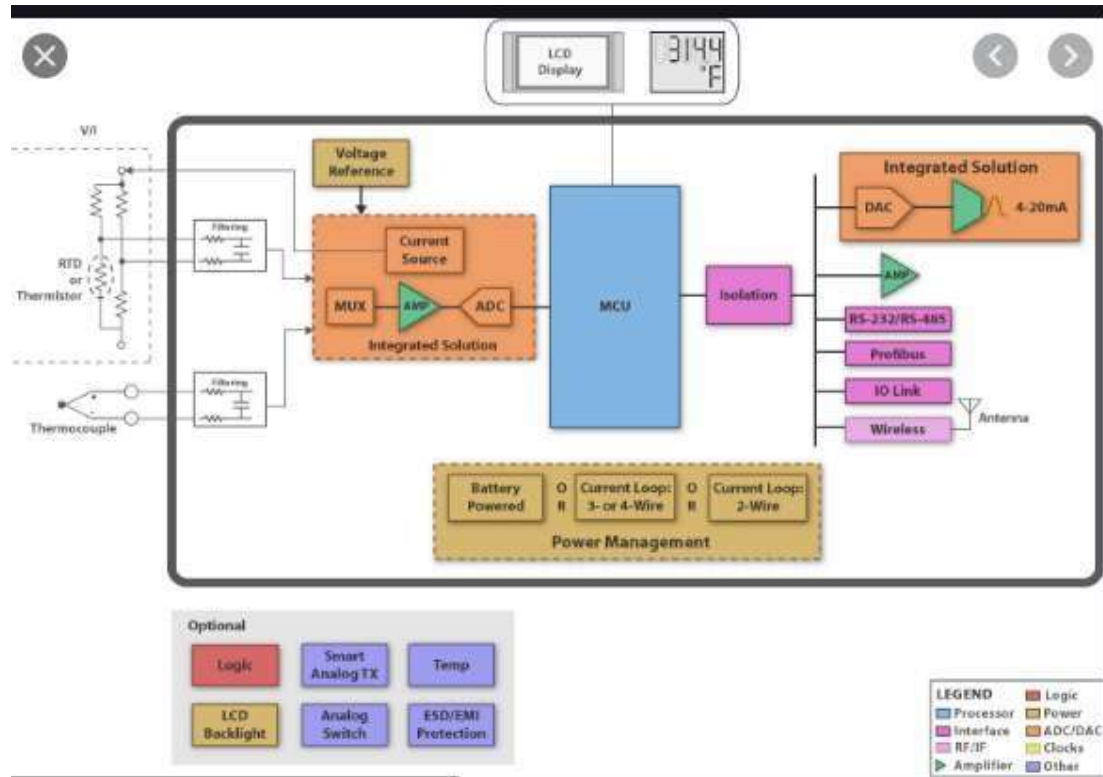 LCD
Display
3144
°F
V/I
Voltage
Reference
Integrated Solution
DAC
4-20mA
Filtering
Current
Source
RTD
or
Thermistor
MUX
AMP
ADC
Integrated Solution
MCU
Isolation
AMP
RS-232/RS-485
Profibus
IO Link
Wireless
Antenna
Filtering
+
-
Thermocouple
Battery
Powered
O
R
Current Loop:
3- or 4-Wire
O
R
Current Loop:
2-Wire
Power Management
Optional
Logic
Smart
Analog TX
Temp
LCD
Backlight
Analog
Switch
ESD/EMI
Protection
LEGEND
Logic
Processor
Power
Interface
ADC/DAC
RF/IF
Clocks
Amplifier
Other